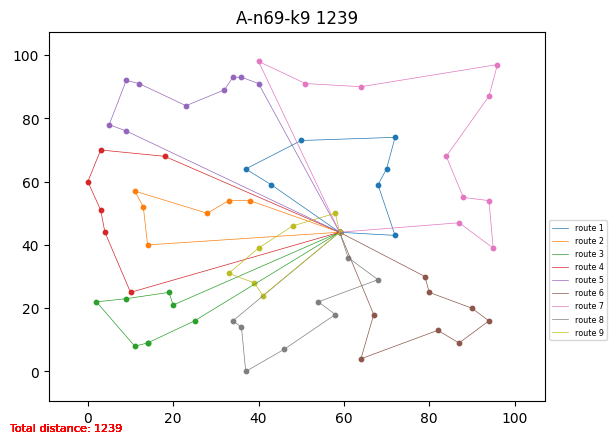 A-n69-k9 1239
100
80
60
40
20
0
0 20 40 60 80 100
route 1
route 2
route 3
route 4
route 5
route 6
route 7
route 8
route 9
Total distance: 1239